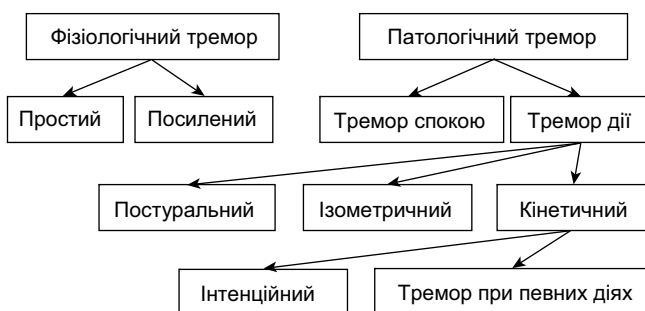 Фізіологічний тремор
Патологічний тремор
Простий
Посилений
Тремор спокою
Тремор дії
Постуральний
Ізометричний
Кінетичний
Інтенційний
Тремор при певних діях